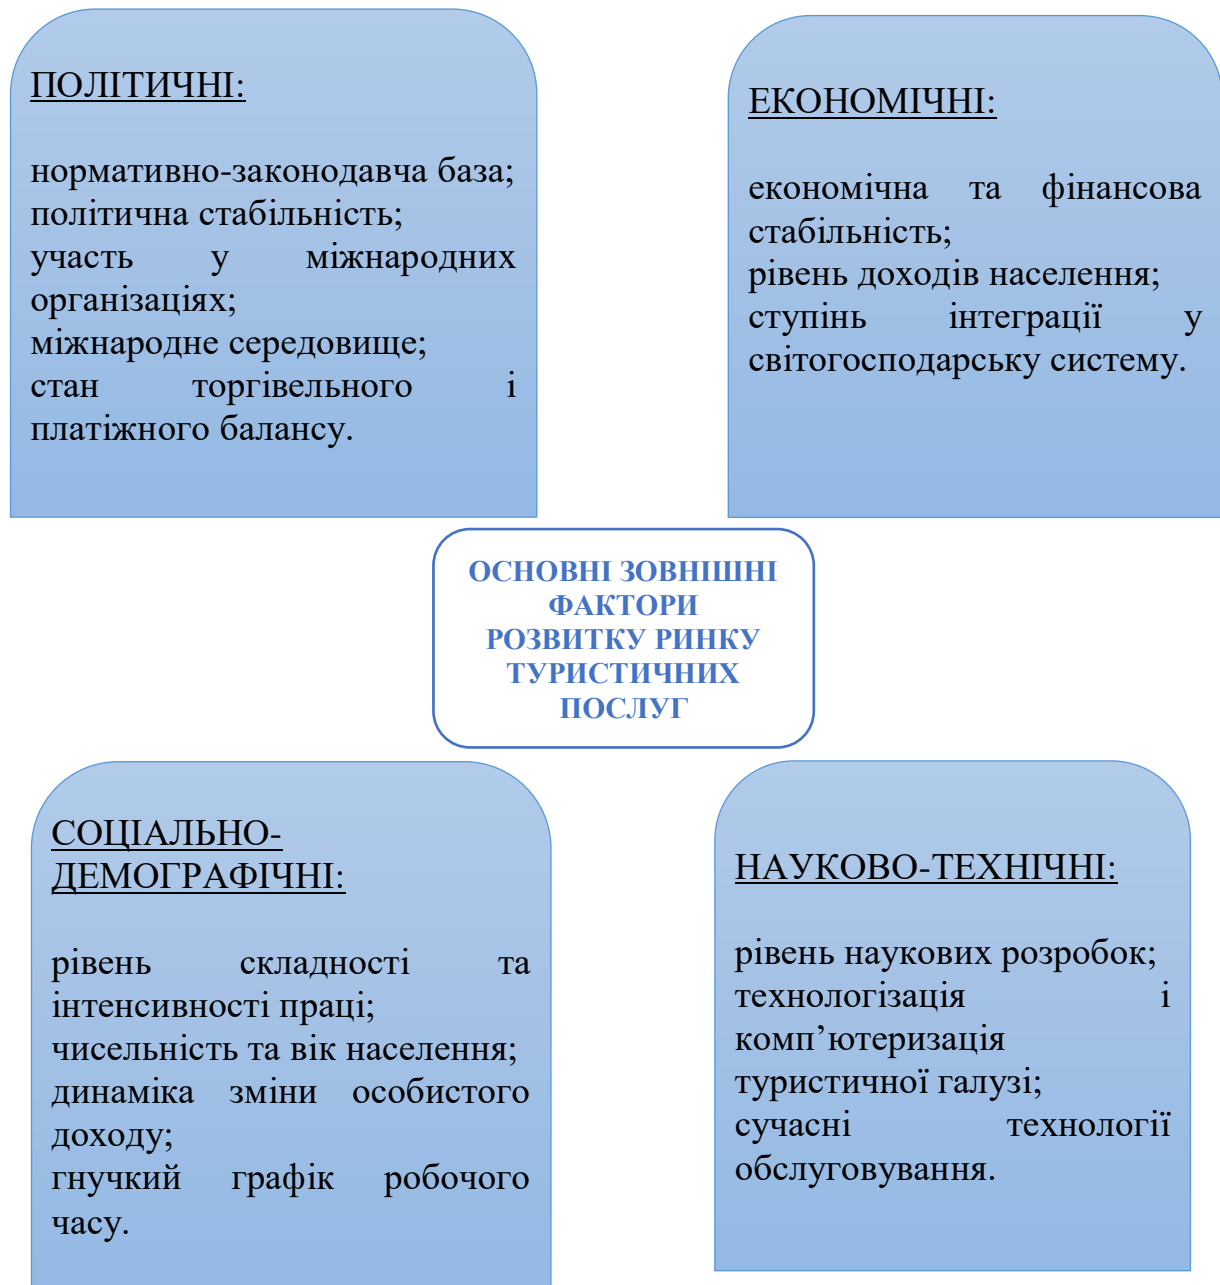 ПОЛІТИЧНІ:
нормативно-законодавча база;
політична стабільність;
участь у міжнародних
організаціях;
міжнародне середовище;
стан торгівельного і
платіжного балансу.
ЕКОНОМІЧНІ:
економічна та фінансова
стабільність;
рівень доходів населення;
ступінь інтеграції у
світогосподарську систему.
ОСНОВНІ ЗОВНІШНІ
ФАКТОРИ
РОЗВИТКУ РИНКУ
ТУРИСТИЧНИХ
ПОСЛУГ
СОЦІАЛЬНО-
ДЕМОГРАФІЧНІ:
рівень складності та
інтенсивності праці;
чисельність та вік населення;
динаміка зміни особистого
доходу;
гнучкий графік робочого
часу.
НАУКОВО-ТЕХНІЧНІ:
рівень наукових розробок;
технологізація і
комп’ютеризація
туристичної галузі;
сучасні технології
обслуговування.